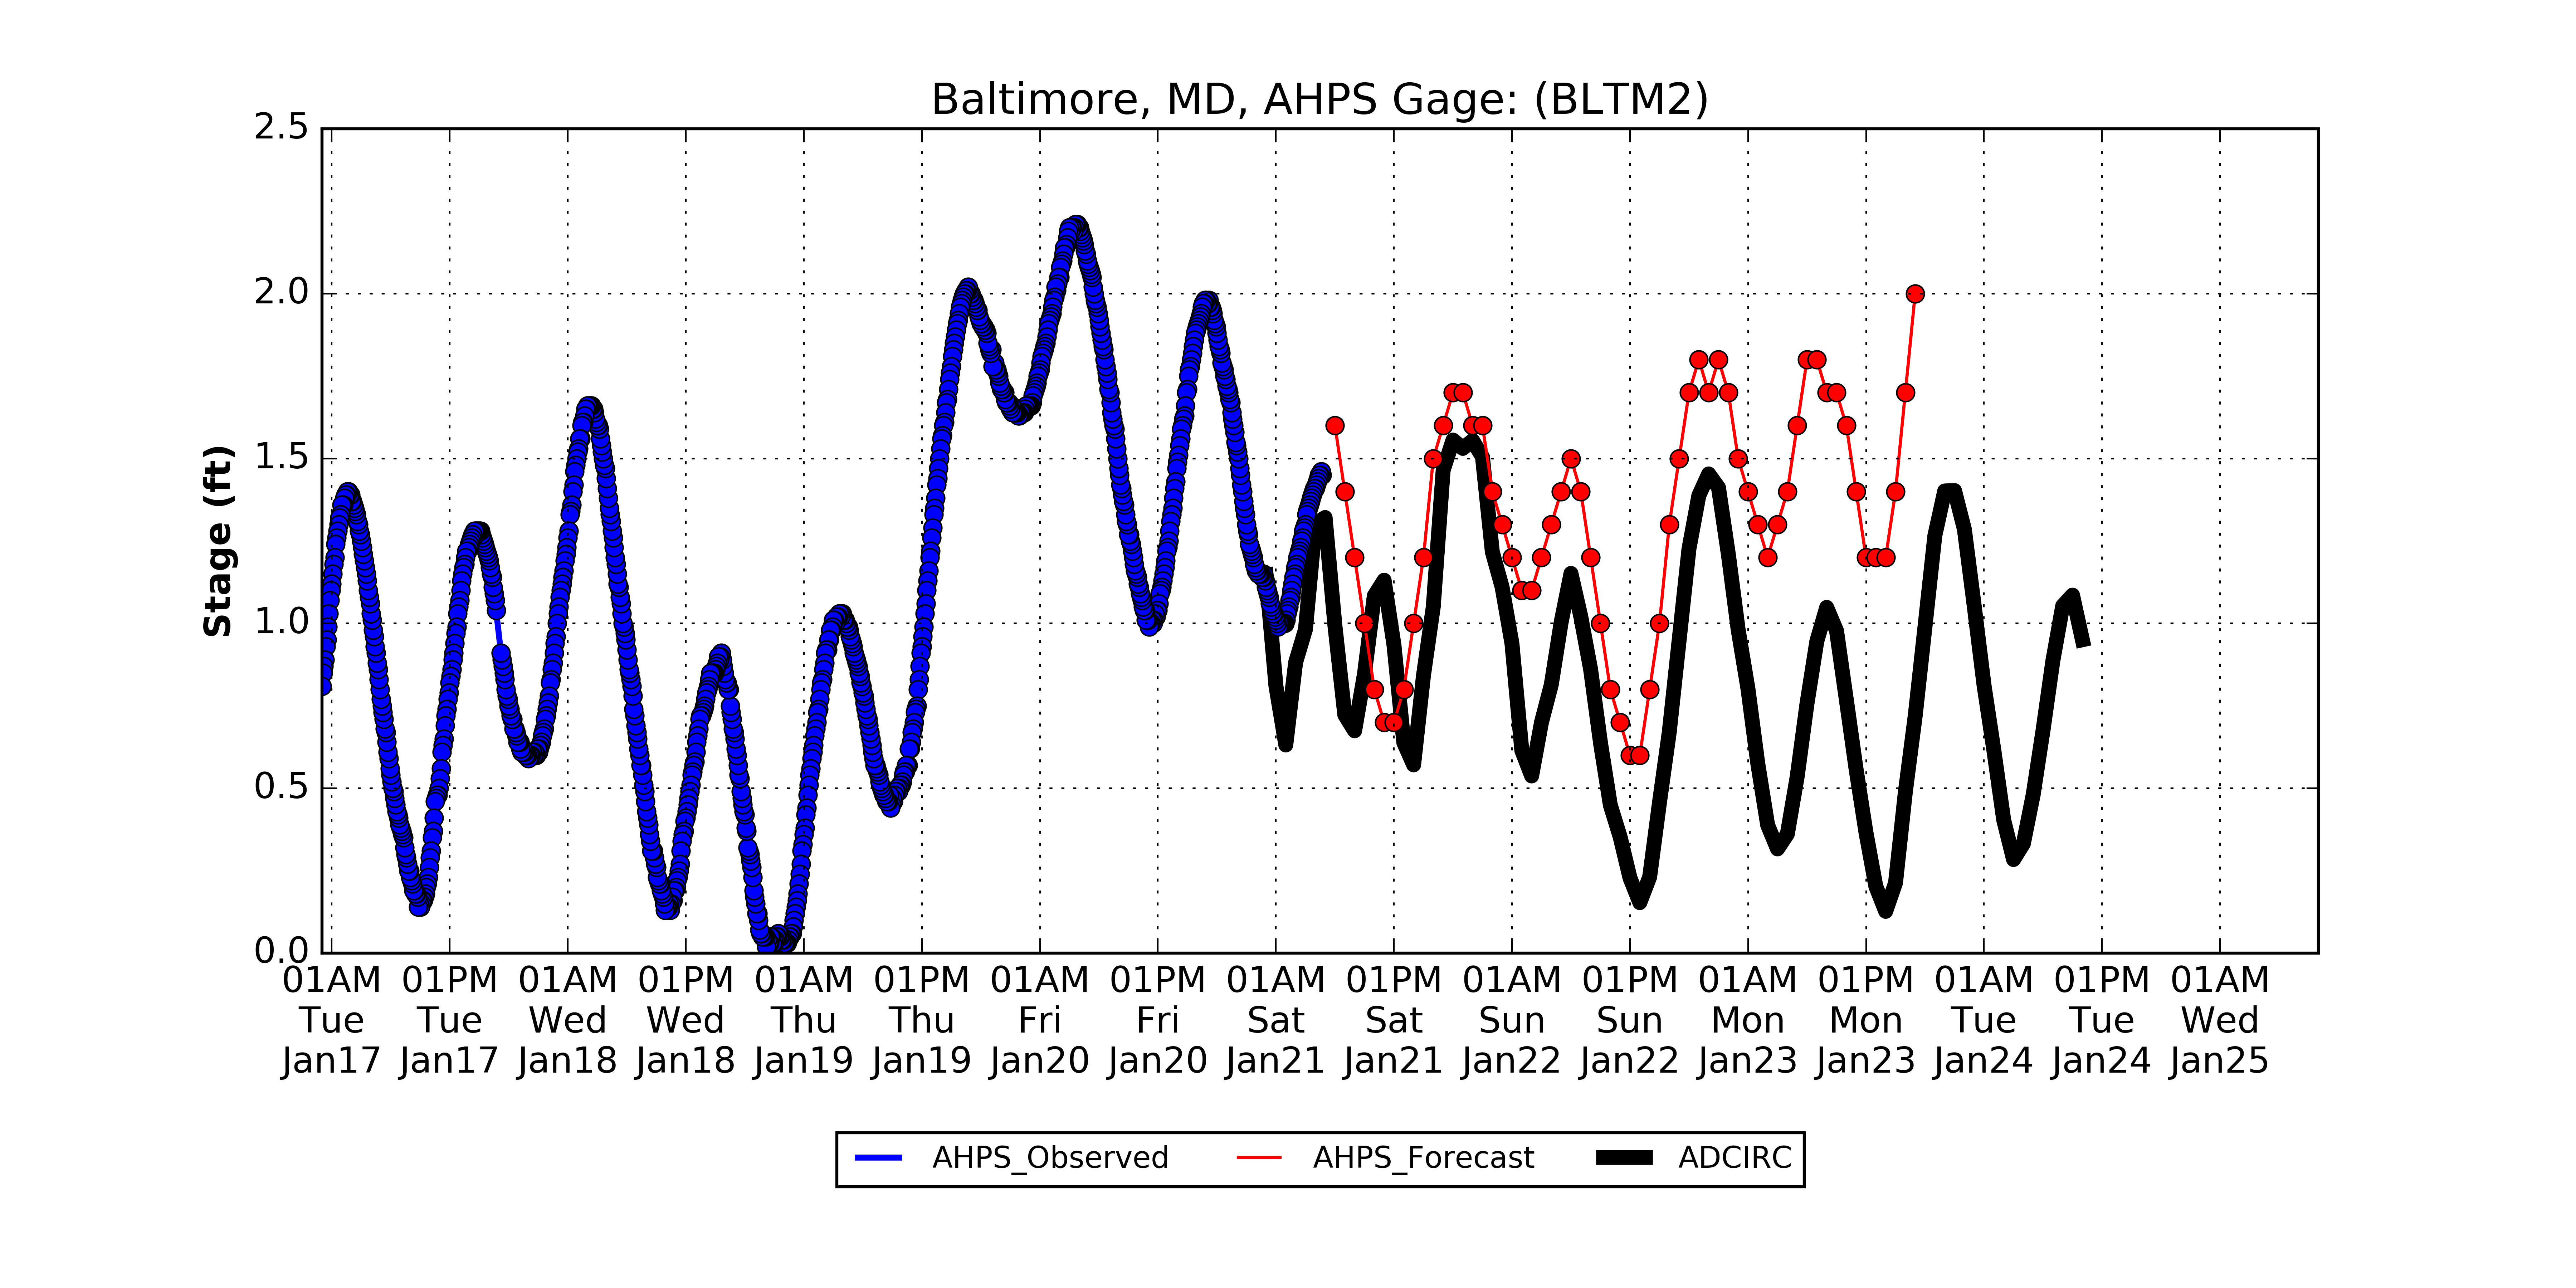 Baltimore, MD, AHPS Gage: (BLTM2)
2.5
2.0
1.5
1.0
0.5
0.0
Stage (ft)
01AM 01PM 01AM 01PM 01AM 01PM 01AM 01PM 01AM 01PM 01AM 01PM 01AM 01PM 01AM 01PM 01AM
Tue Tue Wed Wed Thu Thu Fri Fri Sat Sat Sun Sun Mon Mon Tue Tue Wed
Jan17 Jan17 Jan18 Jan18 Jan19 Jan19 Jan20 Jan20 Jan21 Jan21 Jan22 Jan22 Jan23 Jan23 Jan24 Jan24 Jan25
AHPS_Observed AHPS_Forecast ADCIRC